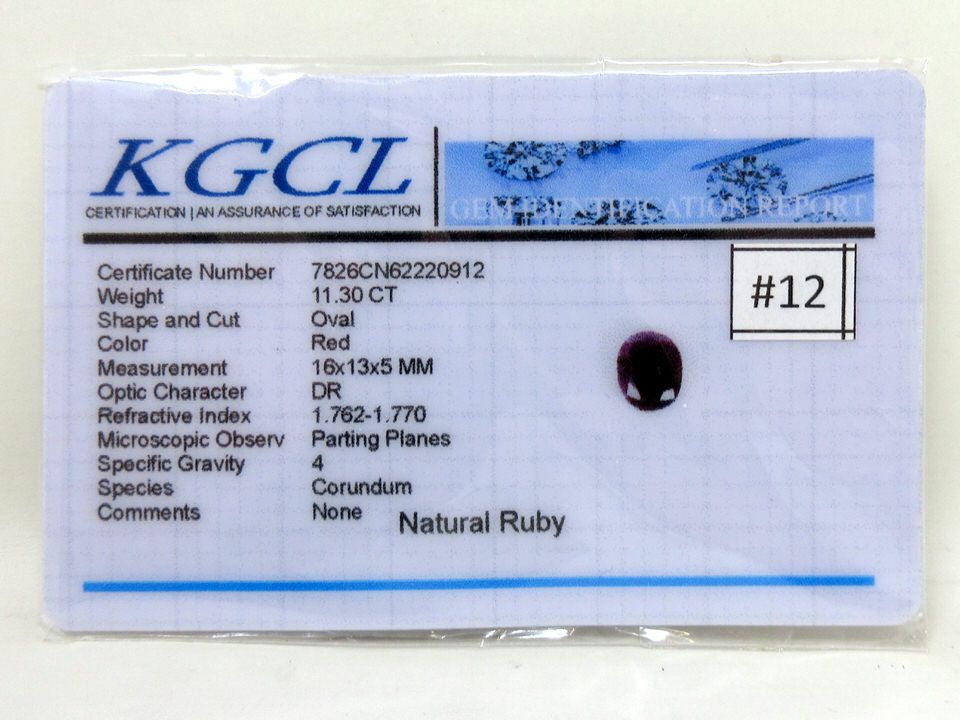 KGCL
CERTIFICATION | AN ASSURANCE OF SATISFACTION
GEM IDENTIFICATION REPORT
#12
Certificate Number 7826CN62220912
Weight 11.30 CT
Shape and Cut Oval
Color Red
Measurement 16x13x5 MM
Optic Character DR
Refractive Index 1.762-1.770
Microscopic Observ Parting Planes
Specific Gravity 4
Species Corundum
Comments None
Natural Ruby